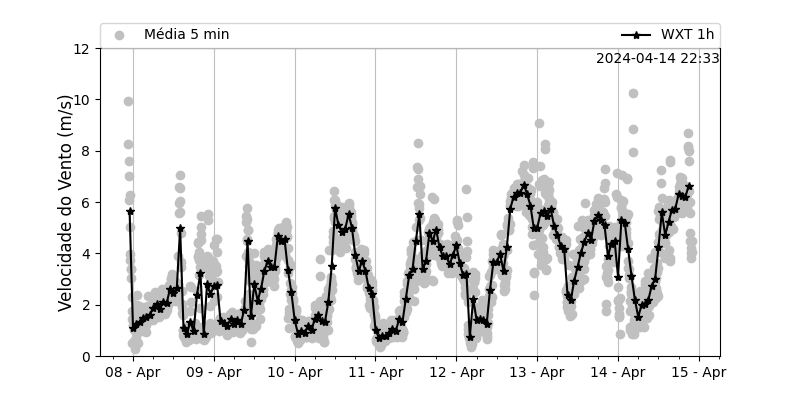 Média 5 min
WXT 1h
2024-04-14 22:33
Velocidade do Vento (m/s)
12
10
8
6
4
2
0
08 - Apr
09 - Apr
10 - Apr
11 - Apr
12 - Apr
13 - Apr
14 - Apr
15 - Apr